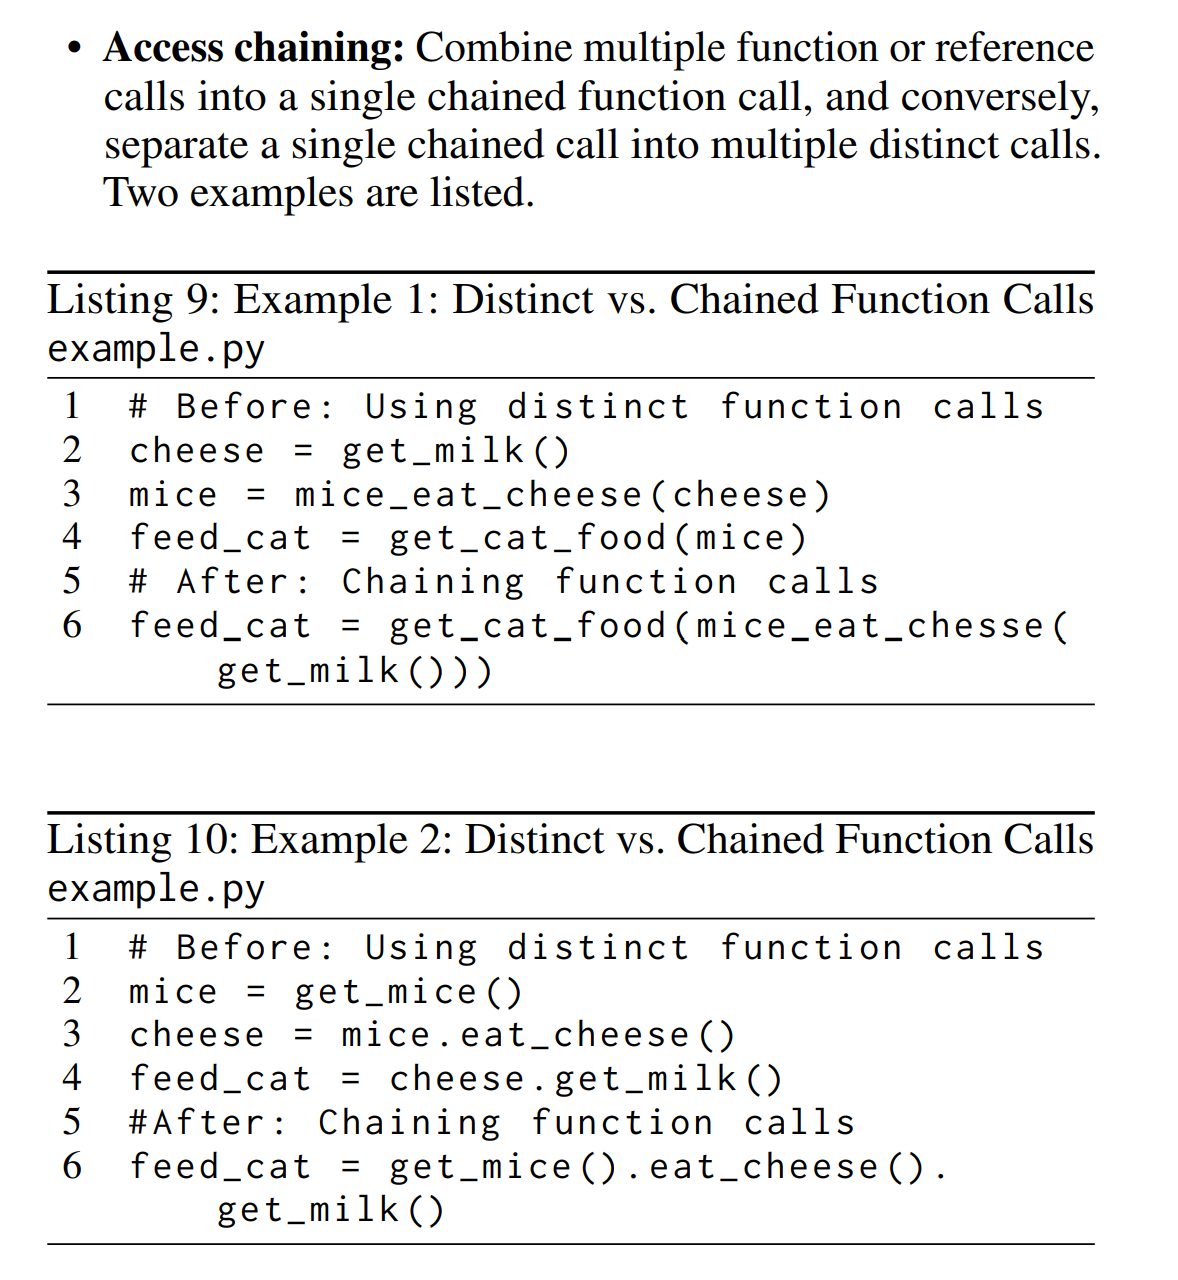 • Access chaining: Combine multiple function or reference
calls into a single chained function call, and conversely,
separate a single chained call into multiple distinct calls.
Two examples are listed.
Listing 9: Example 1: Distinct vs. Chained Function Calls
example.py
1 # Before: Using distinct function calls
2 cheese = get_milk()
3 mice = mice_eat_cheese(cheese)
4 feed_cat = get_cat_food(mice)
5 # After: Chaining function calls
6 feed_cat = get_cat_food(mice_eat_chesse(
get_milk()))
Listing 10: Example 2: Distinct vs. Chained Function Calls
example.py
1 # Before: Using distinct function calls
2 mice = get_mice()
3 cheese = mice.eat_cheese()
4 feed_cat = cheese.get_milk()
5 #After: Chaining function calls
6 feed_cat = get_mice().eat_cheese().
get_milk()